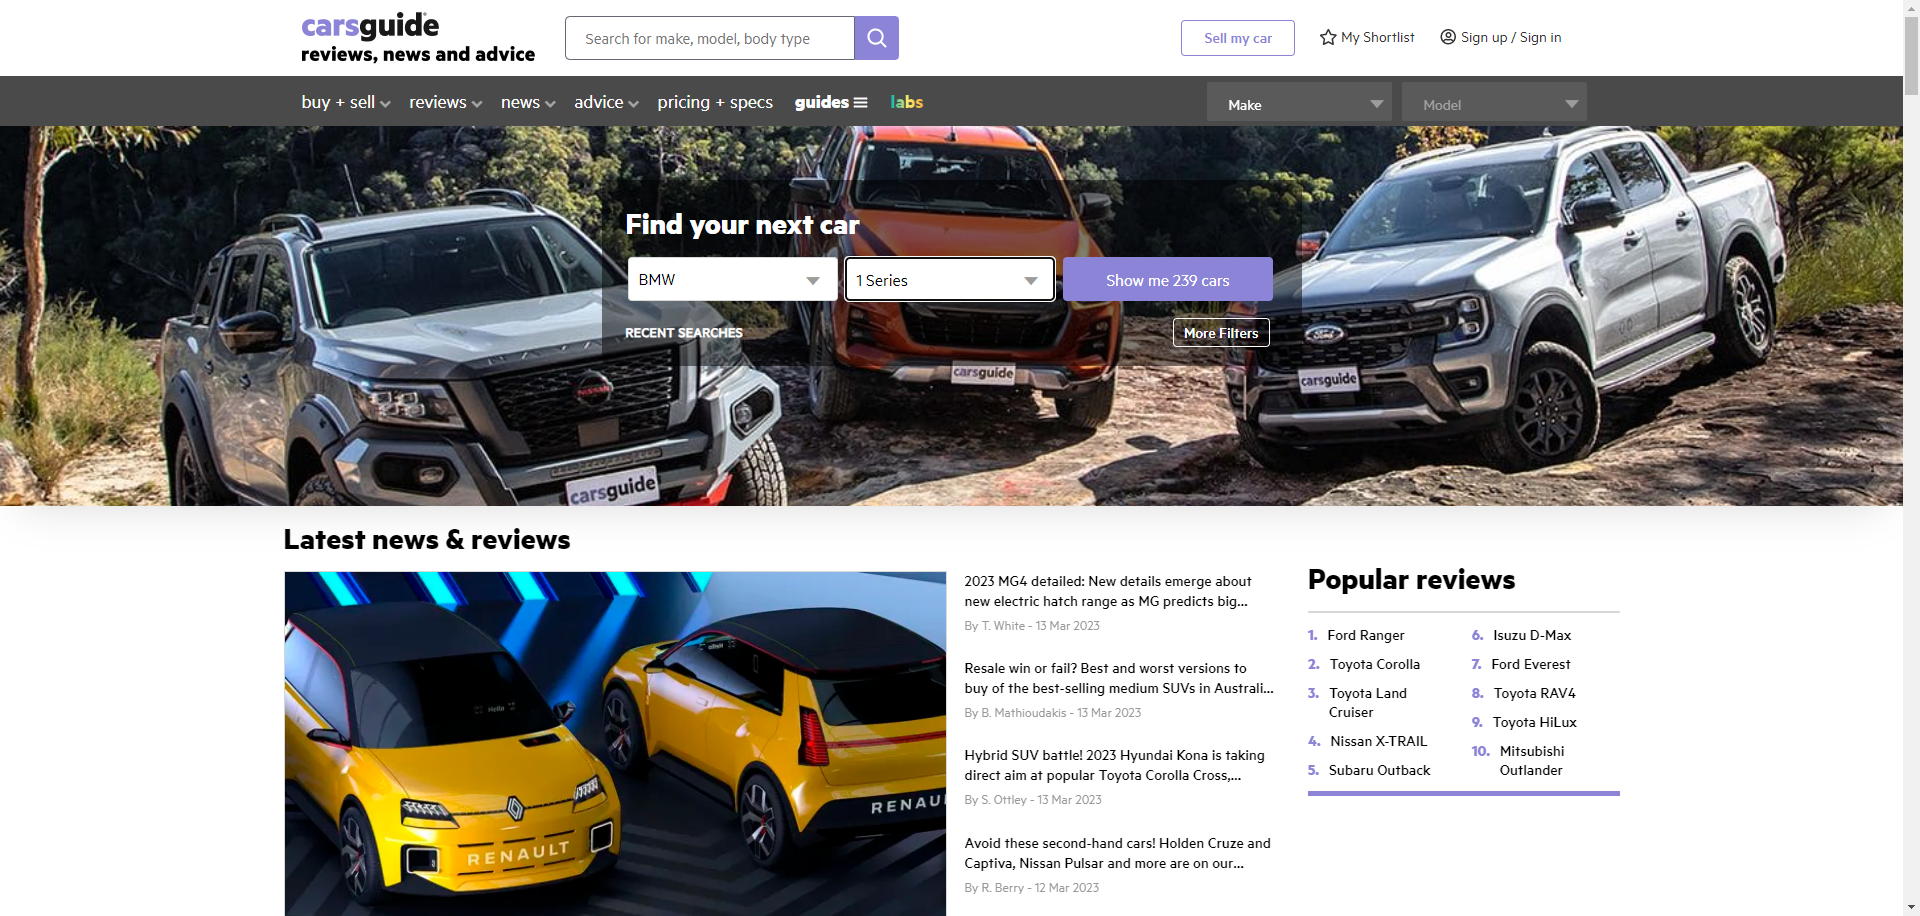 carsguide
reviews, news and advice
Search for make, model, body type
Sell my car
My Shortlist
Sign up / Sign in
buy + sell
reviews
news
advice
pricing + specs
guides
labs
Make
Model
Find your next car
BMW
1 Series
Show me 239 cars
RECENT SEARCHES
More Filters
NISSAN
carsguide
carsguide
Ford
carsguide
Latest news & reviews
Hello
RENAULT
RENAU
2023 MG4 detailed: New details emerge about
new electric hatch range as MG predicts big...
By T. White - 13 Mar 2023
Resale win or fail? Best and worst versions to
buy of the best-selling medium SUVs in Australi...
By B. Mathioudakis - 13 Mar 2023
Hybrid SUV battle! 2023 Hyundai Kona is taking
direct aim at popular Toyota Corolla Cross,...
By S. Ottley - 13 Mar 2023
Avoid these second-hand cars! Holden Cruze and
Captiva, Nissan Pulsar and more are on our...
By R. Berry - 12 Mar 2023
Popular reviews
1. Ford Ranger
2. Toyota Corolla
3. Toyota Land
Cruiser
4. Nissan X-TRAIL
5. Subaru Outback
6. Isuzu D-Max
7. Ford Everest
8. Toyota RAV4
9. Toyota HiLux
10. Mitsubishi
Outlander